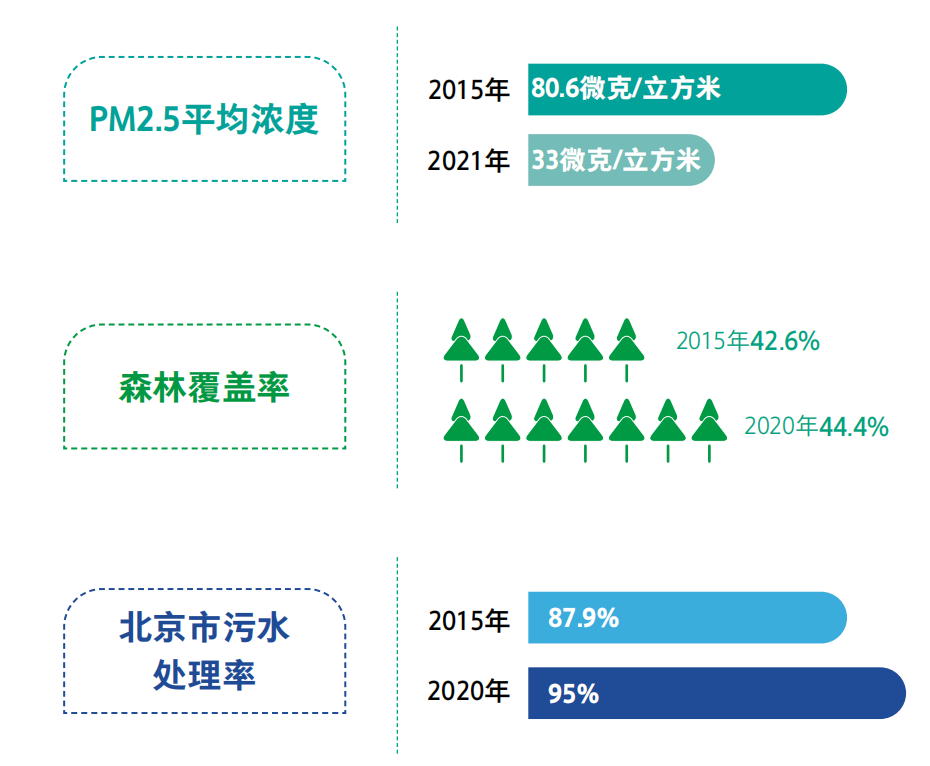 PM2.5平均浓度
2015年
80.6微克/立方米
2021年
33微克/立方米
森林覆盖率
2015年42.6%
2020年44.4%
北京市污水
处理率
2015年
87.9%
2020年
95%